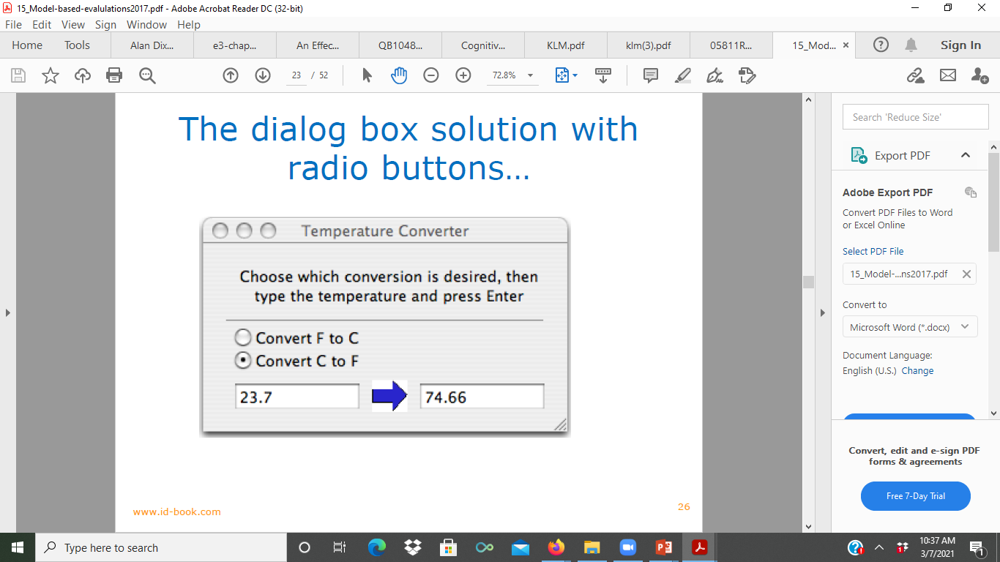 15_Model-based-evalulations2017.pdf - Adobe Acrobat Reader DC (32-bit)
File Edit View Sign Window Help
Home Tools Alan Dix... e3-chap... An Effec... QB1048... Cognitiv... KLM.pdf klm(3).pdf 05811R... 15_Mod... Sign In
23 / 52 72.8%
The dialog box solution with
radio buttons...
Temperature Converter
Choose which conversion is desired, then
type the temperature and press Enter
Convert F to C
Convert C to F
23.7 74.66
www.id-book.com 26
Search 'Reduce Size'
Export PDF
Adobe Export PDF
Convert PDF Files to Word
or Excel Online
Select PDF File
15_Model-...ns2017.pdf
Convert to
Microsoft Word (*.docx)
Document Language:
English (U.S.) Change
Convert, edit and e-sign PDF
forms & agreements
Free 7-Day Trial
Type here to search
10:37 AM
3/7/2021